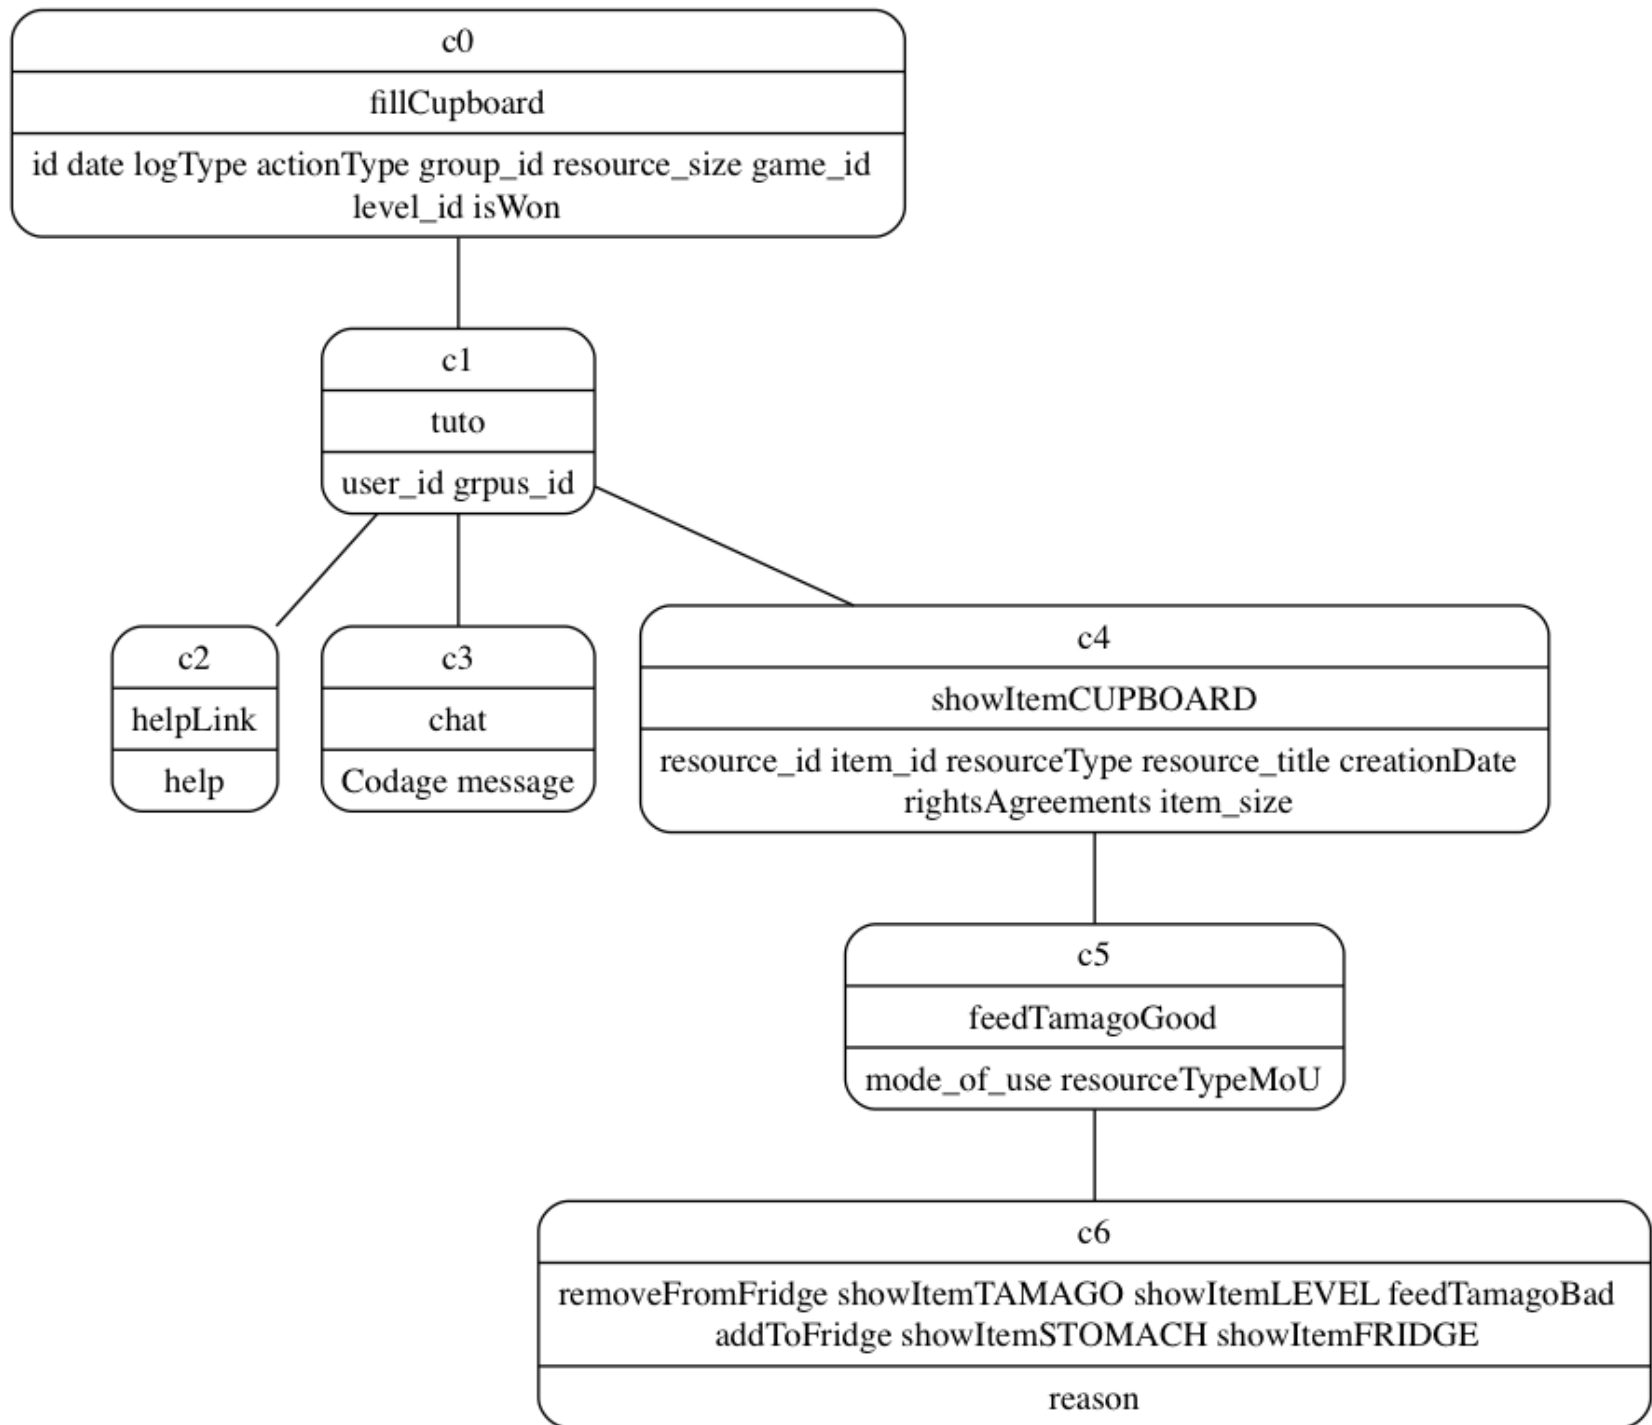 c0
fillCupboard
id date logType actionType group_id resource_size game_id
level_id isWon
c1
tuto
user_id grpus_id
c2
helpLink
help
c3
chat
Codage message
c4
showItemCUPBOARD
resource_id item_id resourceType resource_title creationDate
rightsAgreements item_size
c5
feedTamagoGood
mode_of_use resourceTypeMoU
c6
removeFromFridge showItemTAMAGO showItemLEVEL feedTamagoBad
addToFridge showItemSTOMACH showItemFRIDGE
reason